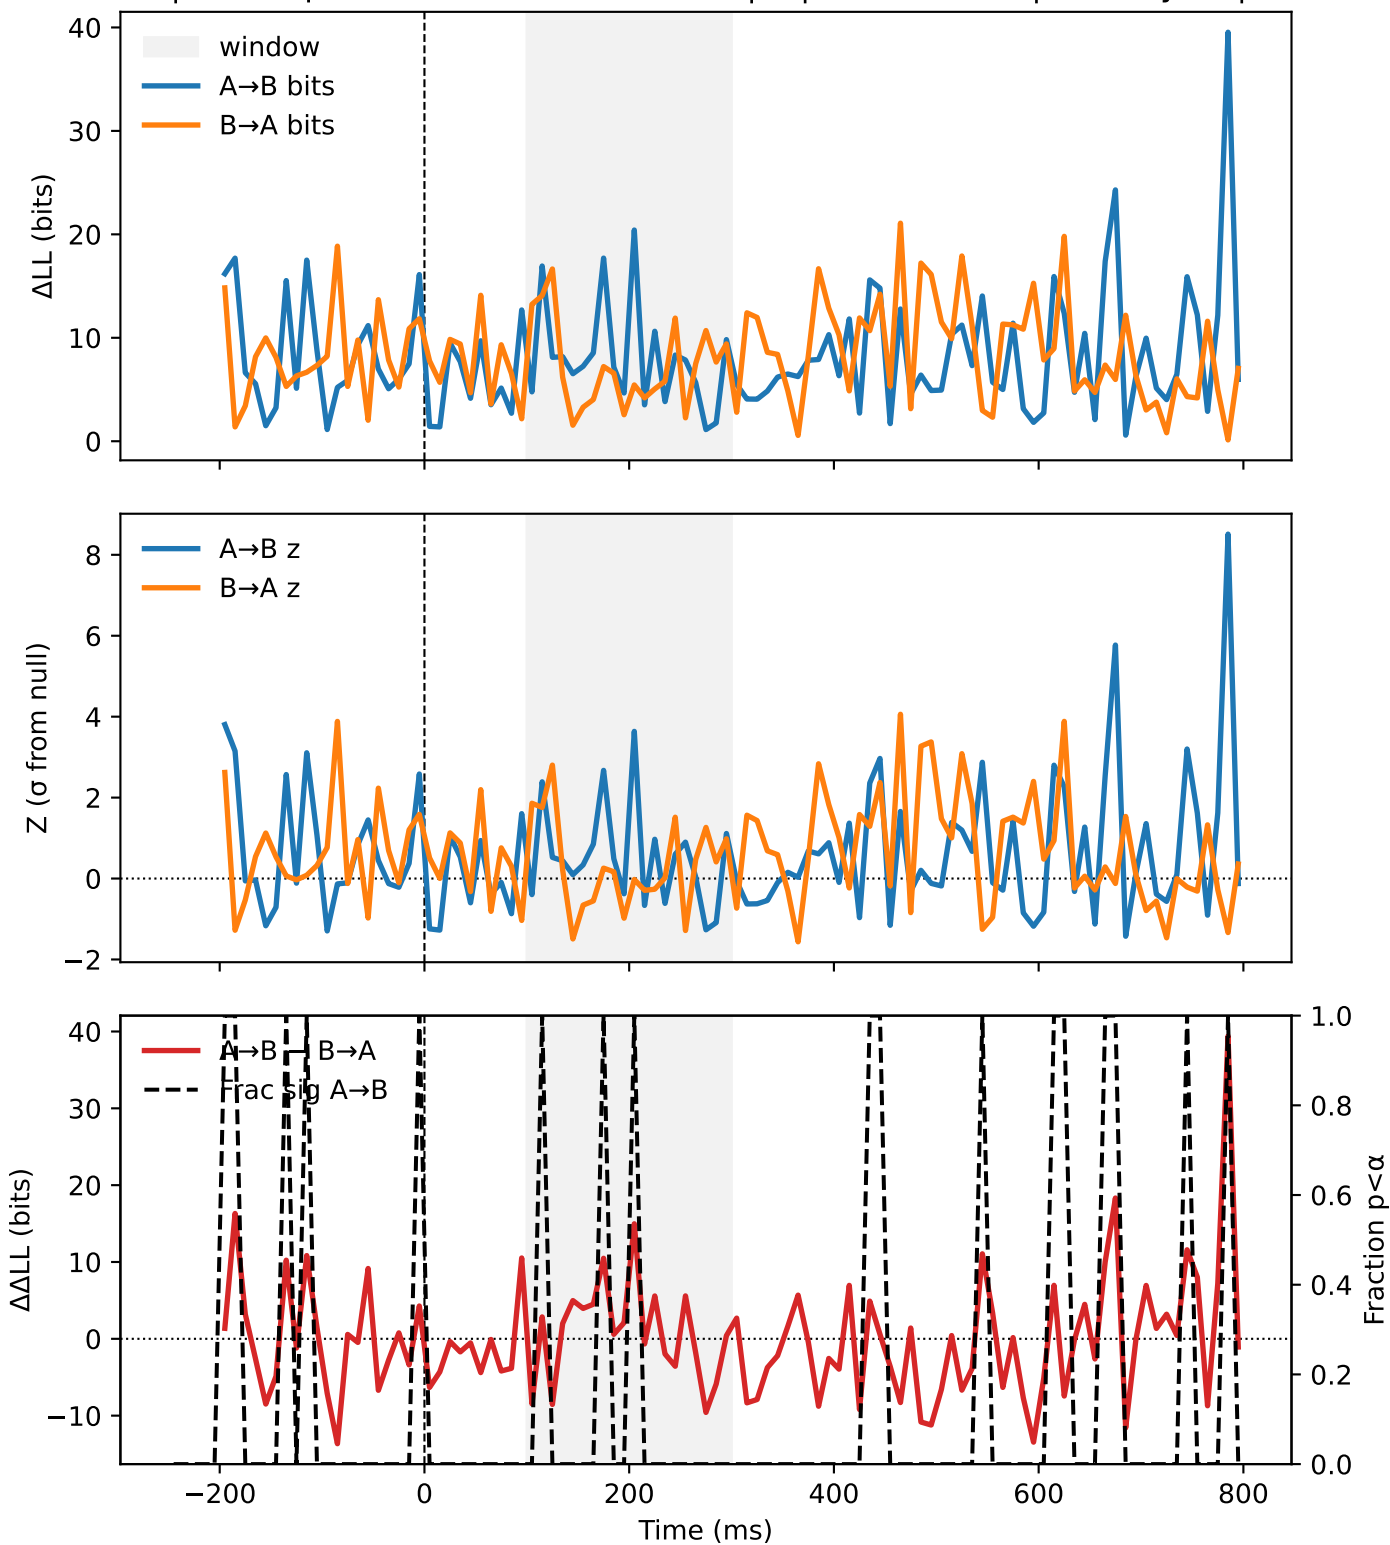 40
30
20
10
0
ΔLL (bits)
window
A→B bits
B→A bits
8
6
4
2
0
−2
Z (σ from null)
A→B z
B→A z
40
30
20
10
0
−10
ΔΔLL (bits)
A→B − B→A
Frac sig A→B
1.0
0.8
0.6
0.4
0.2
0.0
Fraction p<α
−200 0 200 400 600 800
Time (ms)